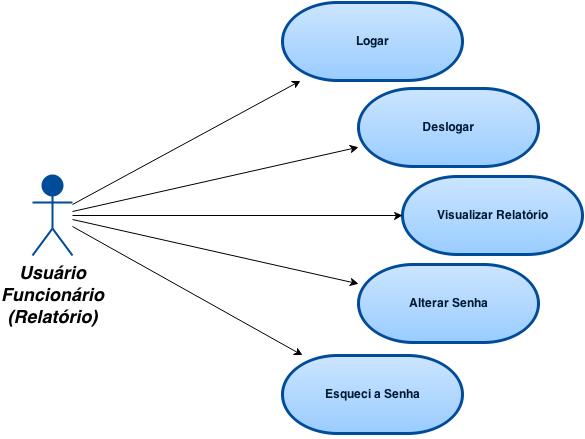 Logar
Deslogar
Visualizar Relatório
Alterar Senha
Esqueci a Senha
Usuário
Funcionário
(Relatório)